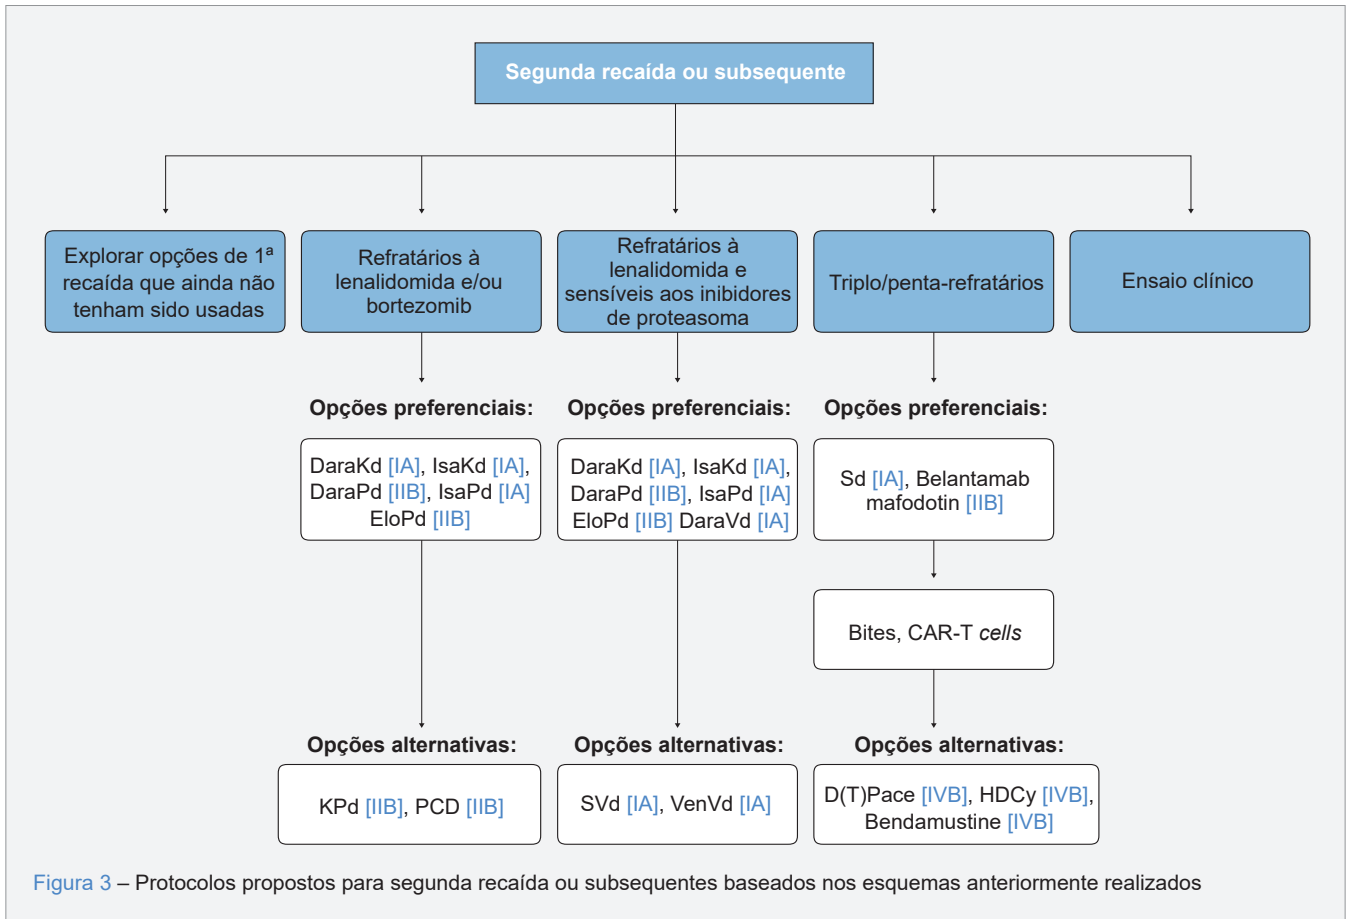 Segunda recaída ou subsequente
Explorar opções de 1ª
recaída que ainda não
tenham sido usadas
Refratários à
lenalidomida e/ou
bortezomib
Refratários à
lenalidomida e
sensíveis aos inibidores
de proteasoma
Triplo/penta-refratários
Ensaio clínico
Opções preferenciais:
DaraKd [IA], IsaKd [IA],
DaraPd [IIB], IsaPd [IA]
EloPd [IIB]
Opções preferenciais:
DaraKd [IA], IsaKd [IA],
DaraPd [IIB], IsaPd [IA]
EloPd [IIB] DaraVd [IA]
Opções preferenciais:
Sd [IA], Belantamab
mafodotin [IIB]
Bites, CAR-T cells
Opções alternativas:
KPd [IIB], PCD [IIB]
Opções alternativas:
SVd [IA], VenVd [IA]
Opções alternativas:
D(T)Pace [IVB], HDCy [IVB],
Bendamustine [IVB]
Figura 3 – Protocolos propostos para segunda recaída ou subsequentes baseados nos esquemas anteriormente realizados